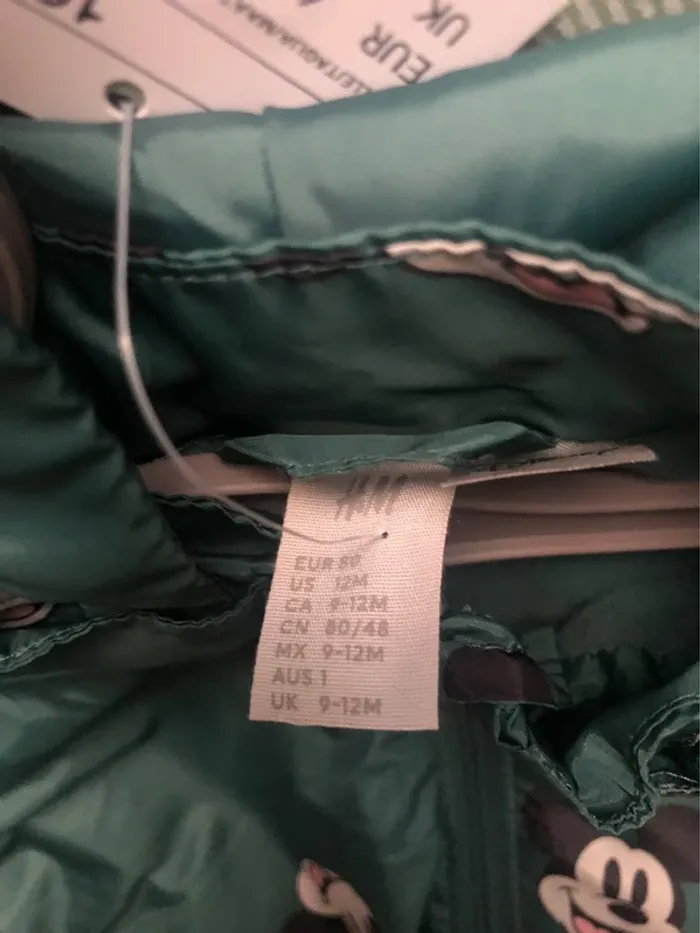 EUR
UK
H&M
EUR 80
US 12M
CA 9-12M
CN 80/48
MX 9-12M
AUS 1
UK 9-12M